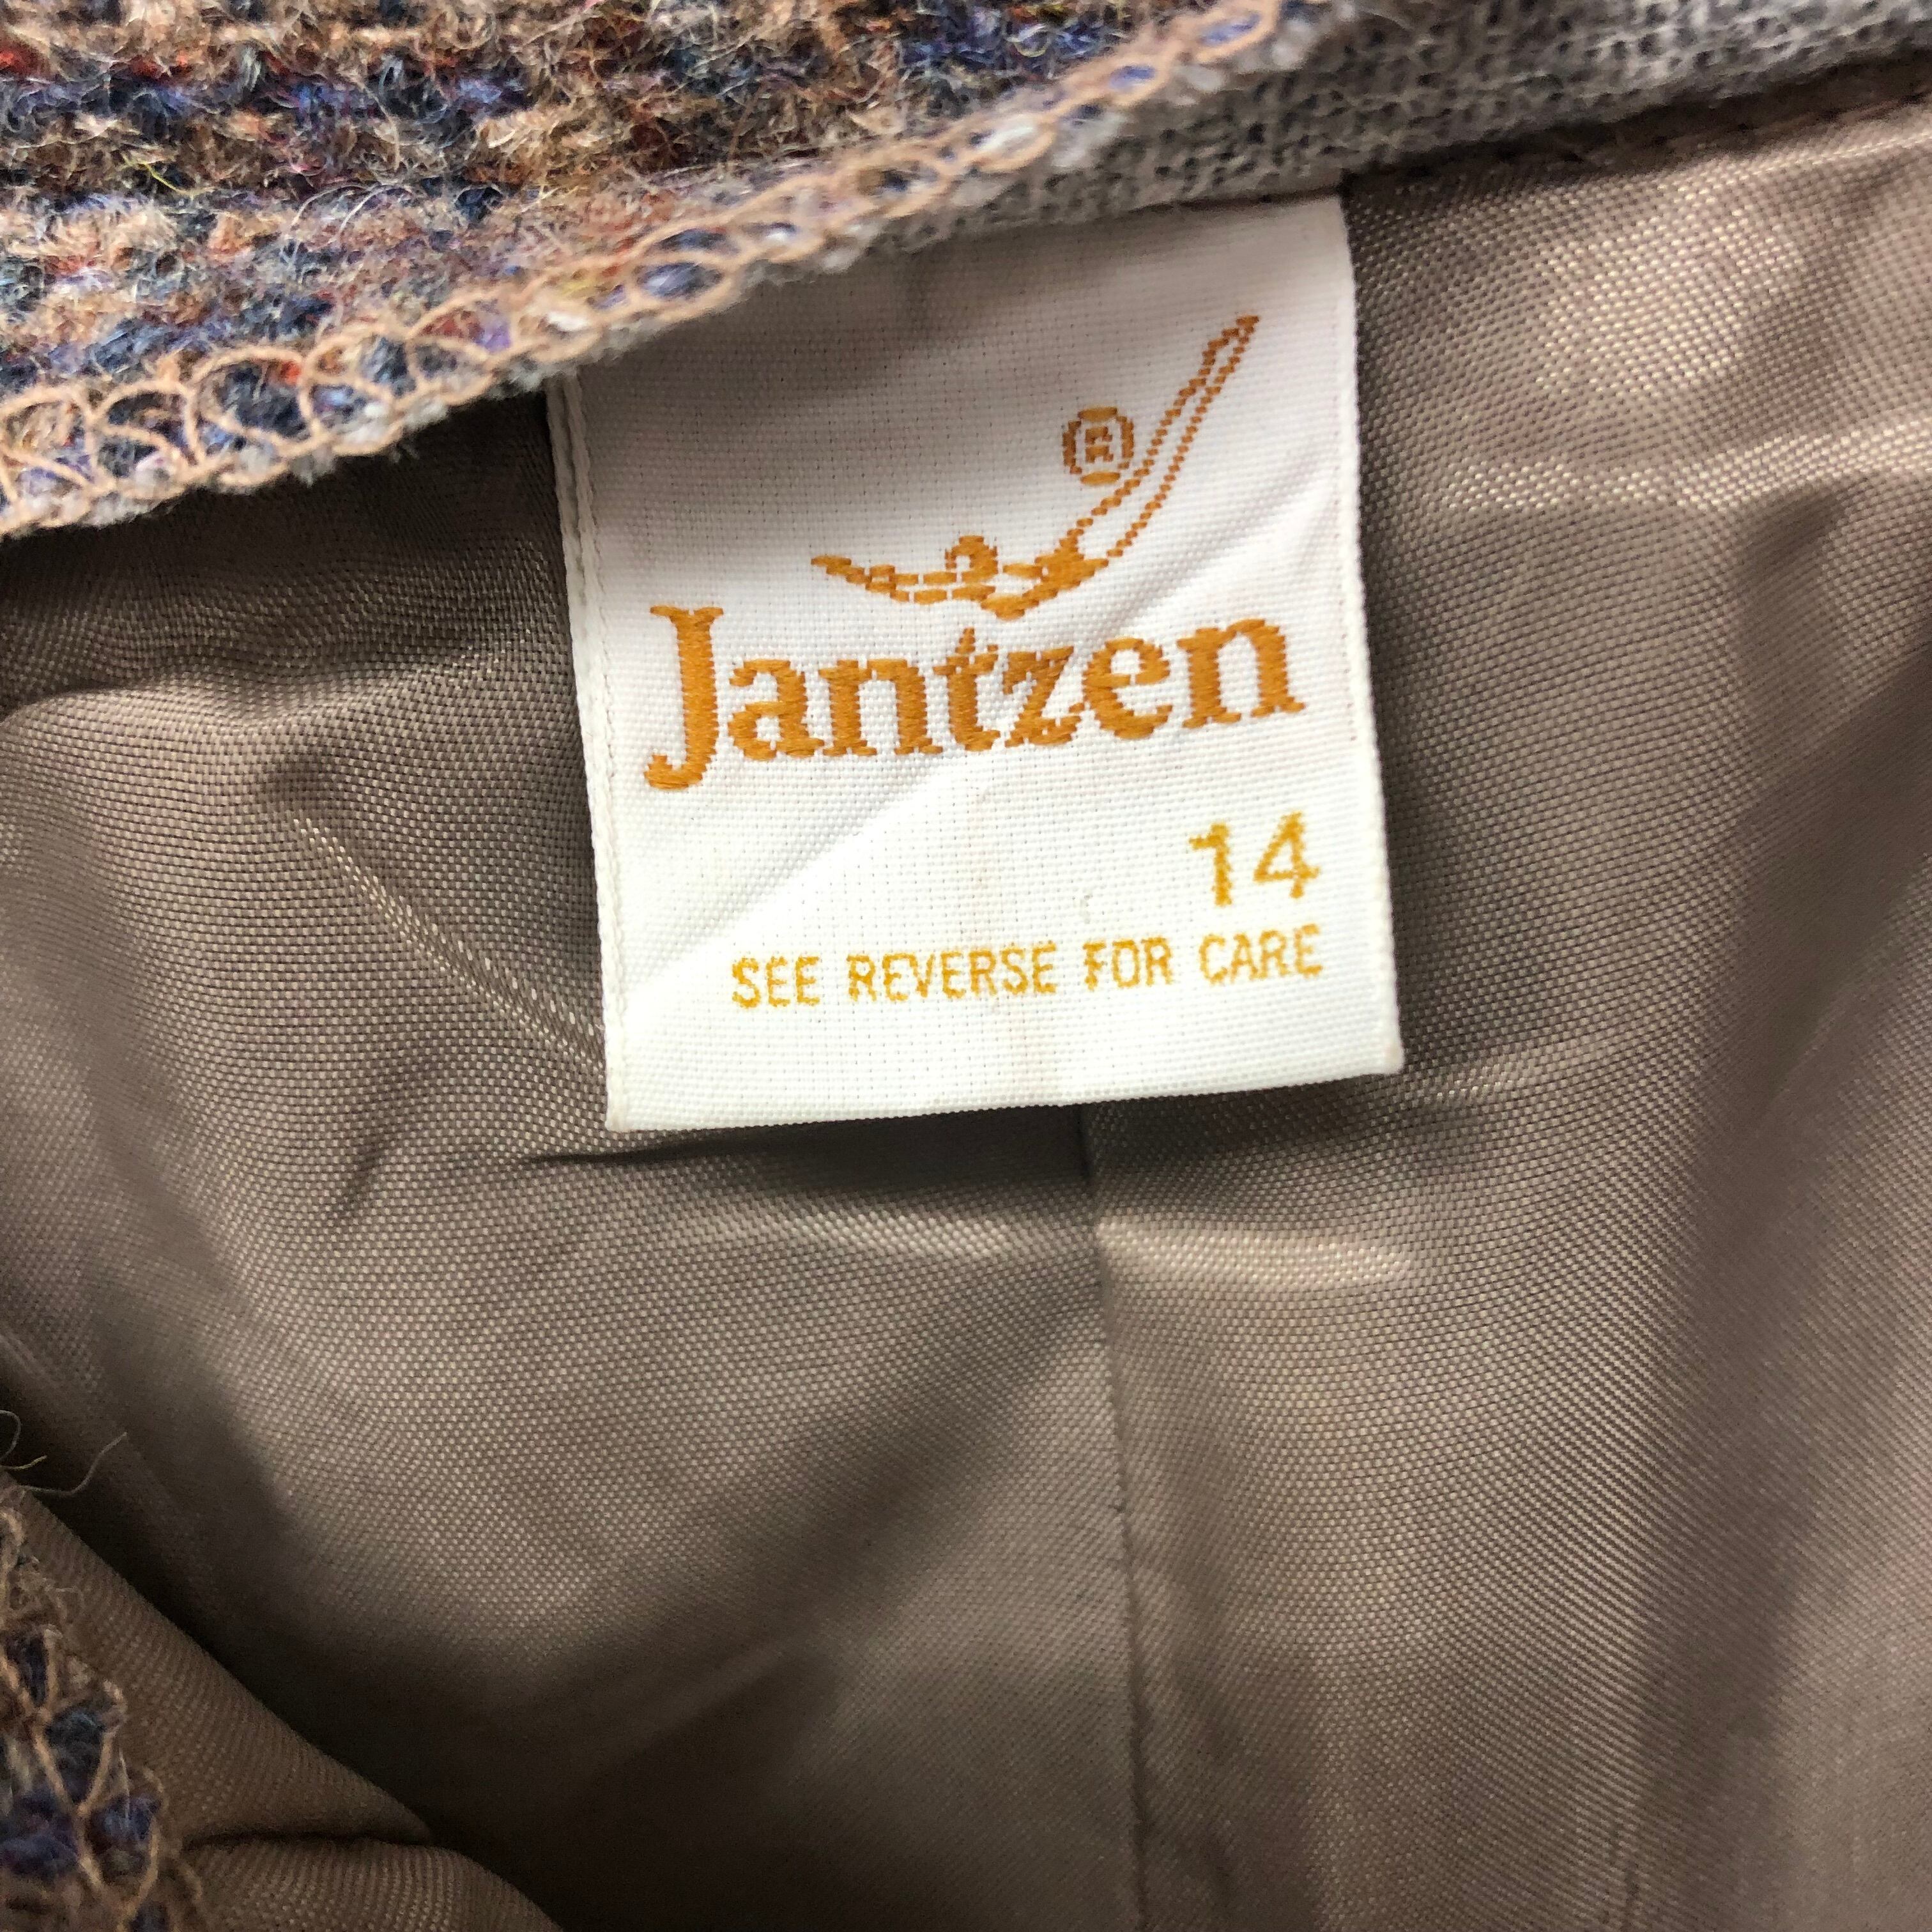 ®
Jantzen
14
SEE REVERSE FOR CARE